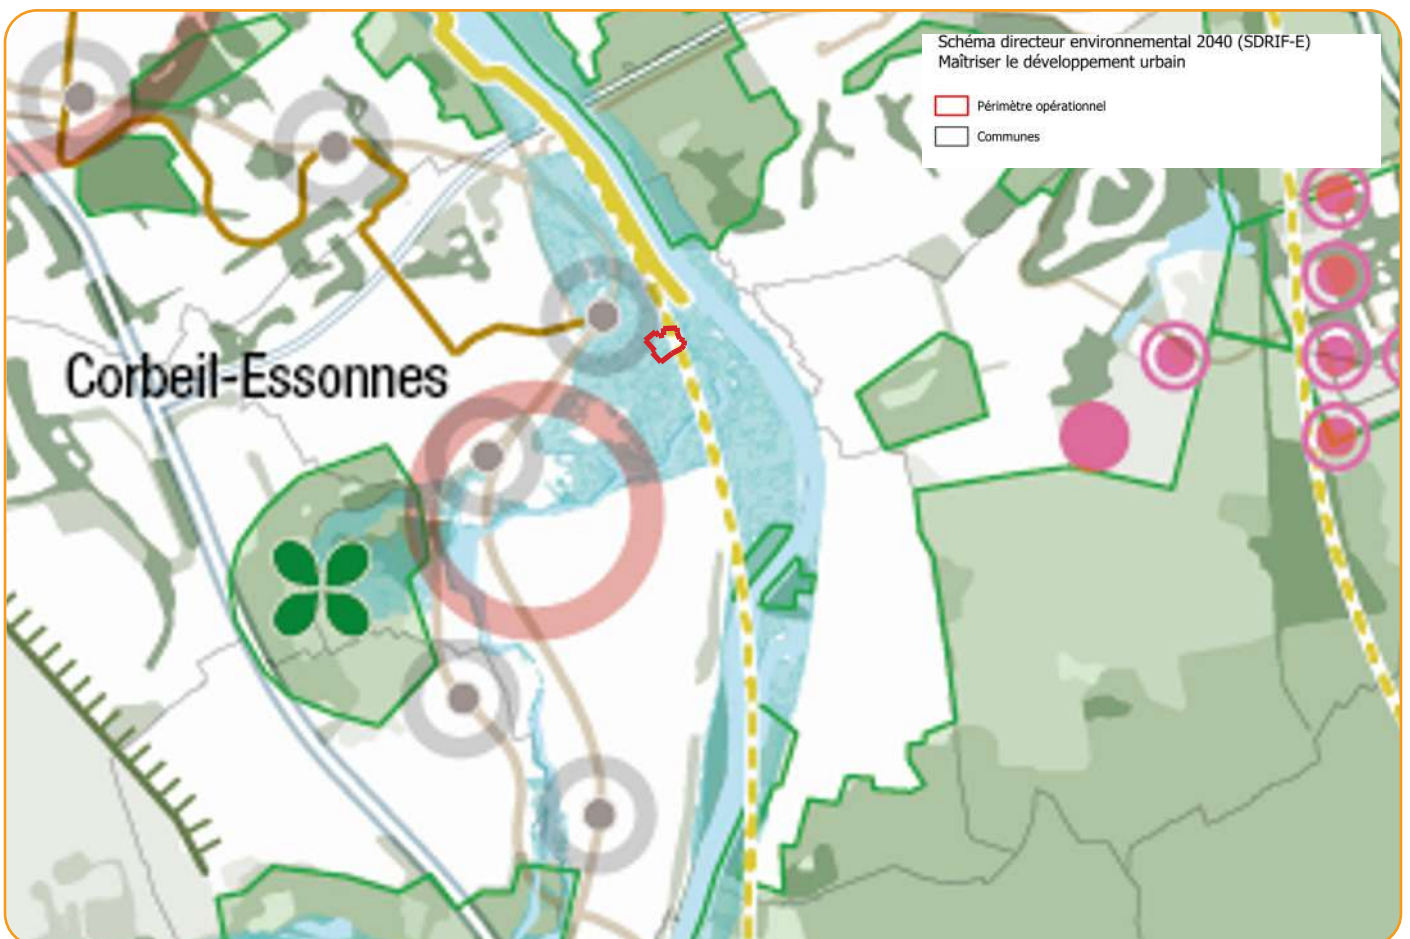 Schéma directeur environnemental 2040 (SDRIF-E)
Maîtriser le développement urbain
Périmètre opérationnel
Communes
Corbeil-Essonnes